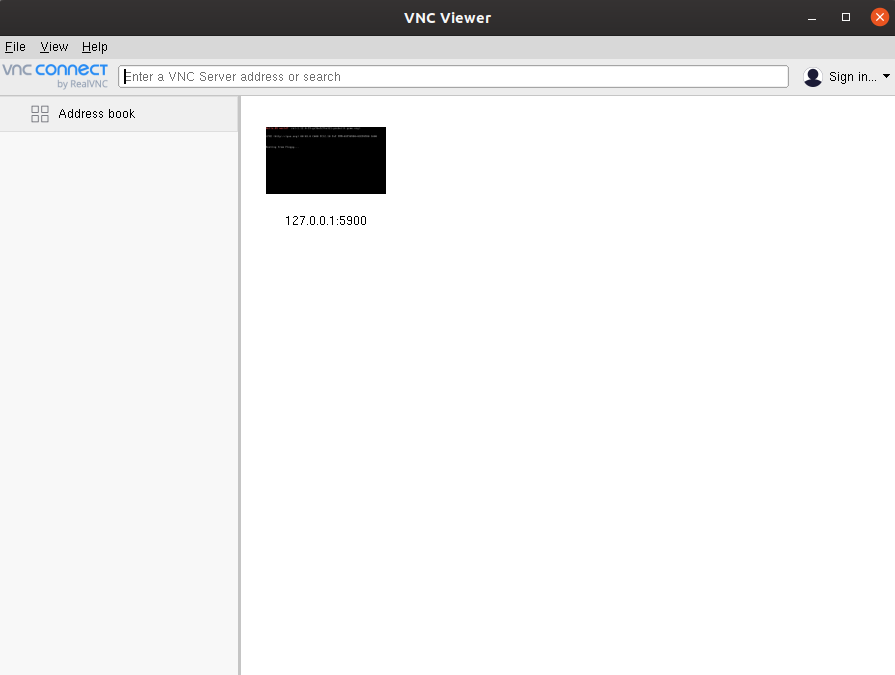 VNC Viewer
File View Help
VNC CONNECT
by RealVNC
Enter a VNC Server address or search
Sign in...
Address book
127.0.0.1:5900